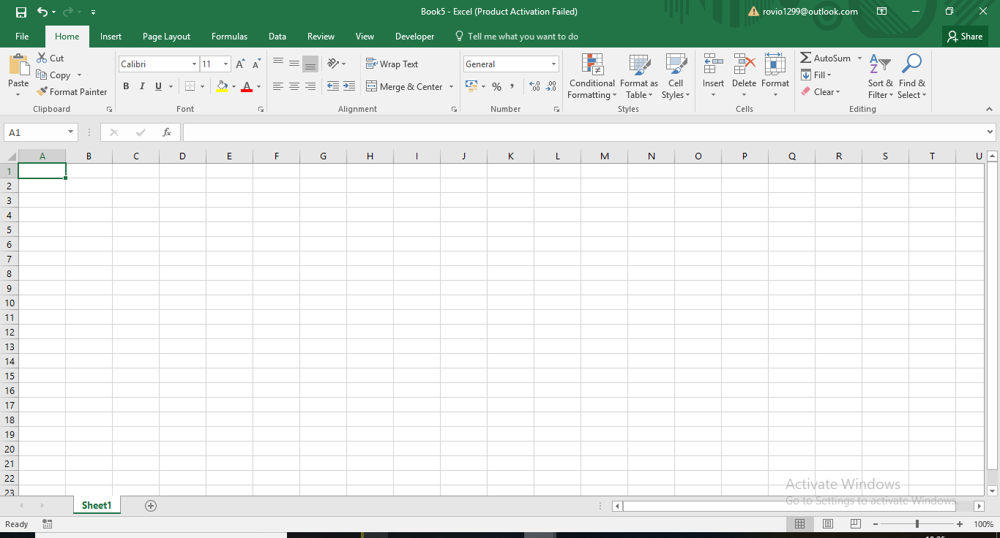 Book5 - Excel (Product Activation Failed)
rovio1299@outlook.com
File Home Insert Page Layout Formulas Data Review View Developer Tell me what you want to do Share
Paste
Cut
Copy
Format Painter
Clipboard
Calibri 11
B I U
Font
Wrap Text
Merge & Center
Alignment
General
%
Number
Conditional Formatting
Format as Table
Cell Styles
Styles
Insert Delete Format
Cells
AutoSum
Fill
Clear
Sort & Filter
Find & Select
Editing
A1 fx
A B C D E F G H I J K L M N O P Q R S T U
1
2
3
4
5
6
7
8
9
10
11
12
13
14
15
16
17
18
19
20
21
22
23
Activate Windows
Go to Settings to activate Windows.
Sheet1
Ready
100%